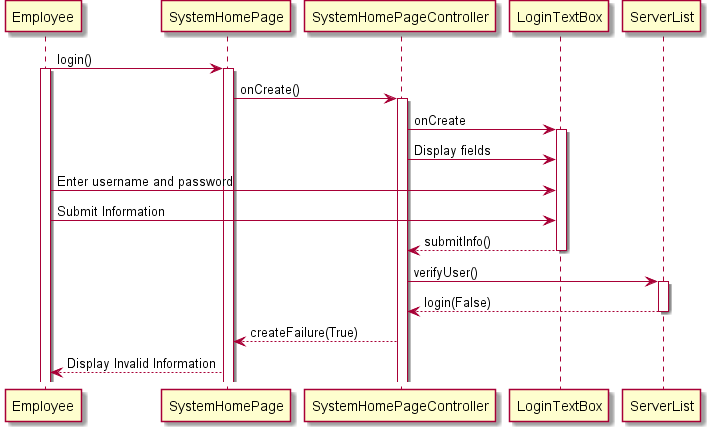 Employee SystemHomePage SystemHomePageController LoginTextBox ServerList
login()
onCreate()
onCreate
Display fields
Enter username and password
Submit Information
submitInfo()
verifyUser()
login(False)
createFailure(True)
Display Invalid Information
Employee SystemHomePage SystemHomePageController LoginTextBox ServerList